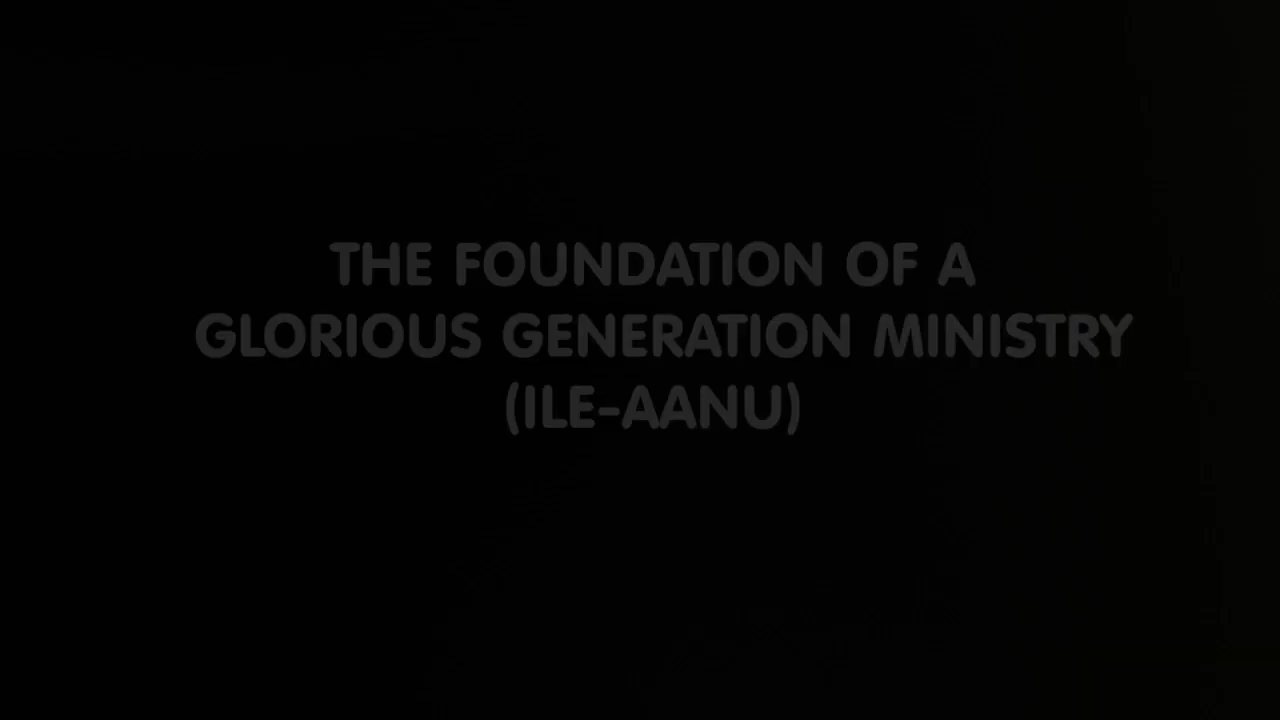 THE FOUNDATION OF A
GLORIOUS GENERATION MINISTRY
(ILE-AANU)